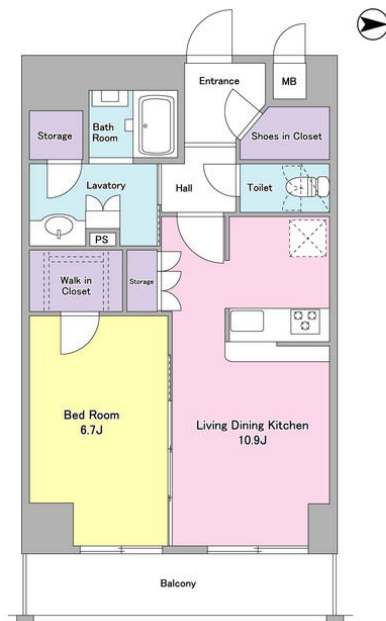 Entrance
MB
Storage
Bath
Room
Shoes in Closet
Lavatory
Hall
Toilet
PS
Walk in
Closet
Storage
Bed Room
6.7J
Living Dining Kitchen
10.9J
Balcony